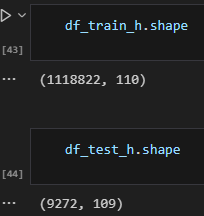 df_train_h.shape
[43]
... (1118822, 110)
df_test_h.shape
[44]
... (9272, 109)